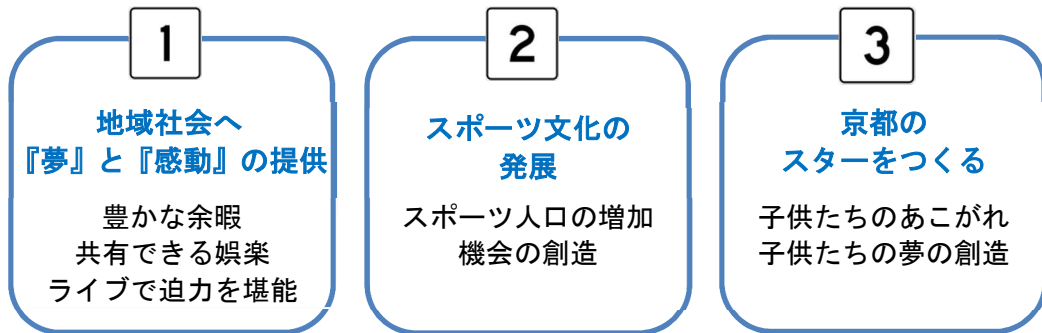 1
地域社会へ
『夢』と『感動』の提供
豊かな余暇
共有できる娯楽
ライブで迫力を堪能
2
スポーツ文化の
発展
スポーツ人口の増加
機会の創造
3
京都の
スターをつくる
子供たちのあこがれ
子供たちの夢の創造